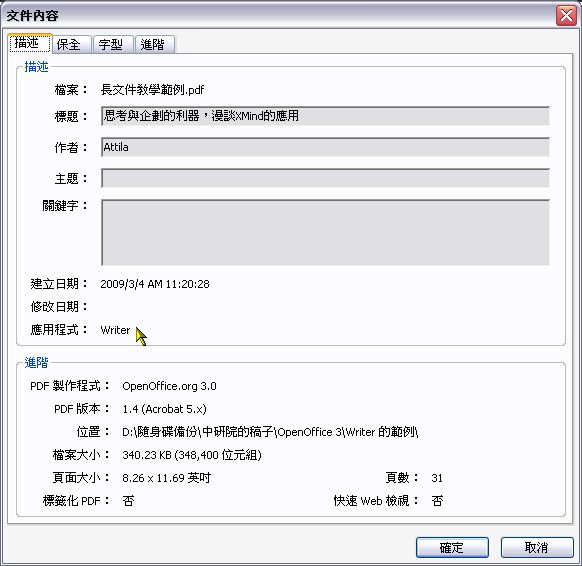 文件內容
描述 保全 字型 進階
描述
檔案： 長文件教學範例.pdf
標題： 思考與企劃的利器，漫談XMind的應用
作者： Attila
主題：
關鍵字：
建立日期： 2009/3/4 AM 11:20:28
修改日期：
應用程式： Writer
進階
PDF 製作程式： OpenOffice.org 3.0
PDF 版本： 1.4 (Acrobat 5.x)
位置： D:\隨身碟備份\中研院的稿子\OpenOffice 3\Writer 的範例\
檔案大小： 340.23 KB (348,400 位元組)
頁面大小： 8.26 x 11.69 英吋 頁數： 31
標籤化 PDF： 否 快速 Web 檢視： 否
確定 取消